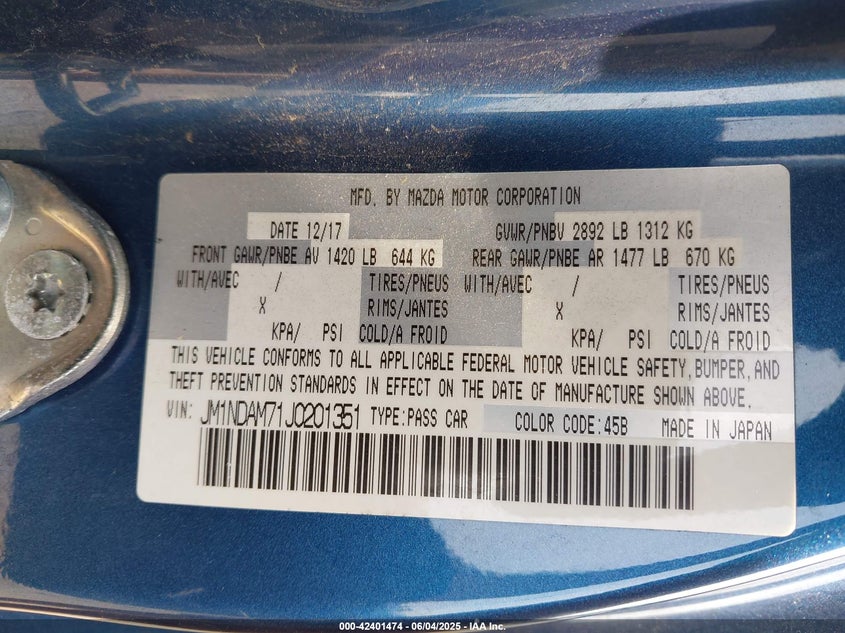 MFD. BY MAZDA MOTOR CORPORATION
DATE 12/17 GVWR/PNBV 2892 LB 1312 KG
FRONT GAWR/PNBE AV 1420 LB 644 KG REAR GAWR/PNBE AR 1477 LB 670 KG
WITH/AVEC / TIRES/PNEUS WITH/AVEC / TIRES/PNEUS
X RIMS/JANTES X RIMS/JANTES
KPA/ PSI COLD/A FROID KPA/ PSI COLD/A FROID
THIS VEHICLE CONFORMS TO ALL APPLICABLE FEDERAL MOTOR VEHICLE SAFETY, BUMPER, AND
THEFT PREVENTION STANDARDS IN EFFECT ON THE DATE OF MANUFACTURE SHOWN ABOVE.
VIN: JM1NDAM71J0201351 TYPE:PASS CAR COLOR CODE:45B MADE IN JAPAN
000-42401474 - 06/04/2025 - IAA Inc.